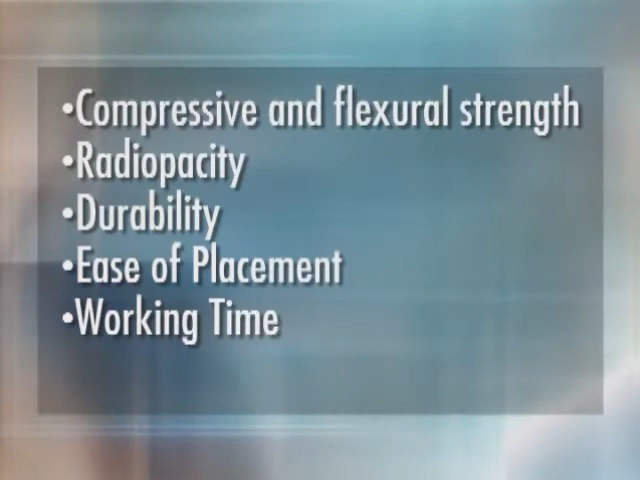 •Compressive and flexural strength
•Radiopacity
•Durability
•Ease of Placement
•Working Time